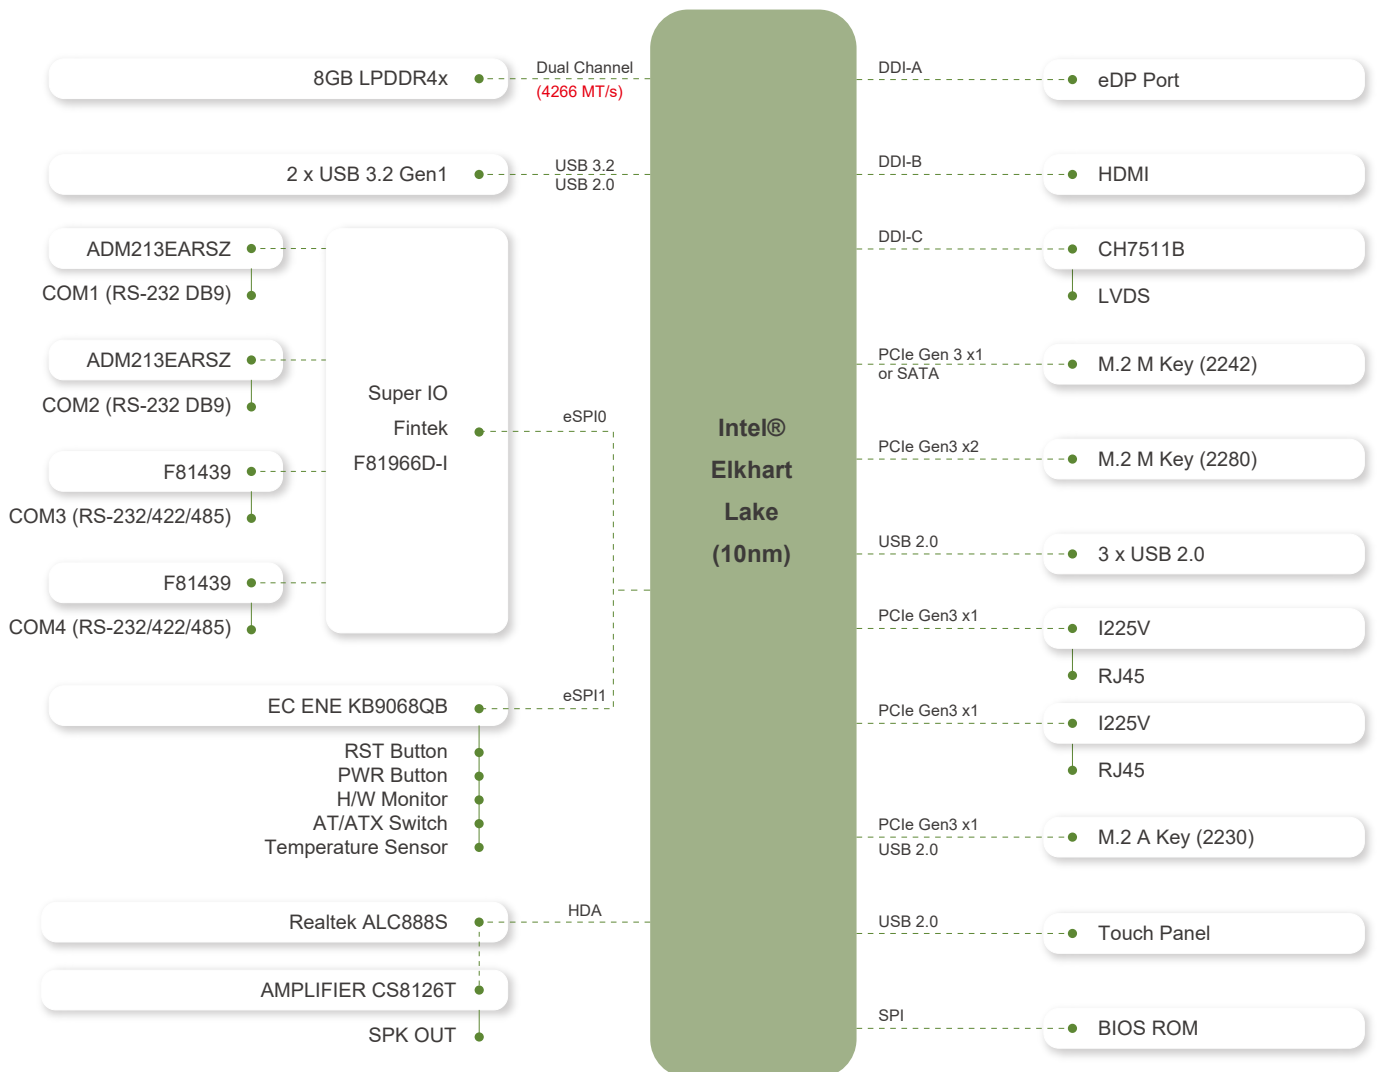 8GB LPDDR4x
Dual Channel
(4266 MT/s)
2 x USB 3.2 Gen1
USB 3.2
USB 2.0
ADM213EARSZ
COM1 (RS-232 DB9)
ADM213EARSZ
COM2 (RS-232 DB9)
F81439
COM3 (RS-232/422/485)
F81439
COM4 (RS-232/422/485)
Super IO
Fintek
F81966D-I
eSPI0
EC ENE KB9068QB
eSPI1
RST Button
PWR Button
H/W Monitor
AT/ATX Switch
Temperature Sensor
Realtek ALC888S
HDA
AMPLIFIER CS8126T
SPK OUT
Intel®
Elkhart
Lake
(10nm)
DDI-A
eDP Port
DDI-B
HDMI
DDI-C
CH7511B
LVDS
PCIe Gen 3 x1
or SATA
M.2 M Key (2242)
PCIe Gen3 x2
M.2 M Key (2280)
USB 2.0
3 x USB 2.0
PCIe Gen3 x1
I225V
RJ45
PCIe Gen3 x1
I225V
RJ45
PCIe Gen3 x1
USB 2.0
M.2 A Key (2230)
USB 2.0
Touch Panel
SPI
BIOS ROM